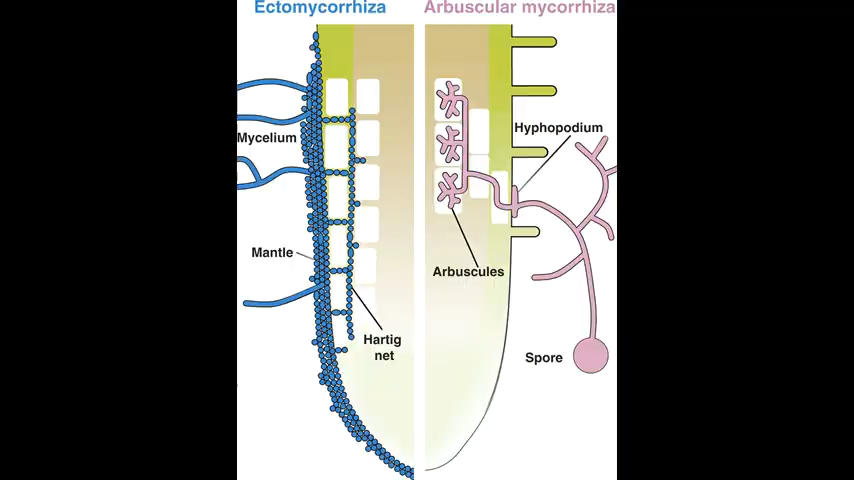 Ectomycorrhiza
Arbuscular mycorrhiza
Mycelium
Hyphopodium
Mantle
Arbuscules
Hartig
net
Spore